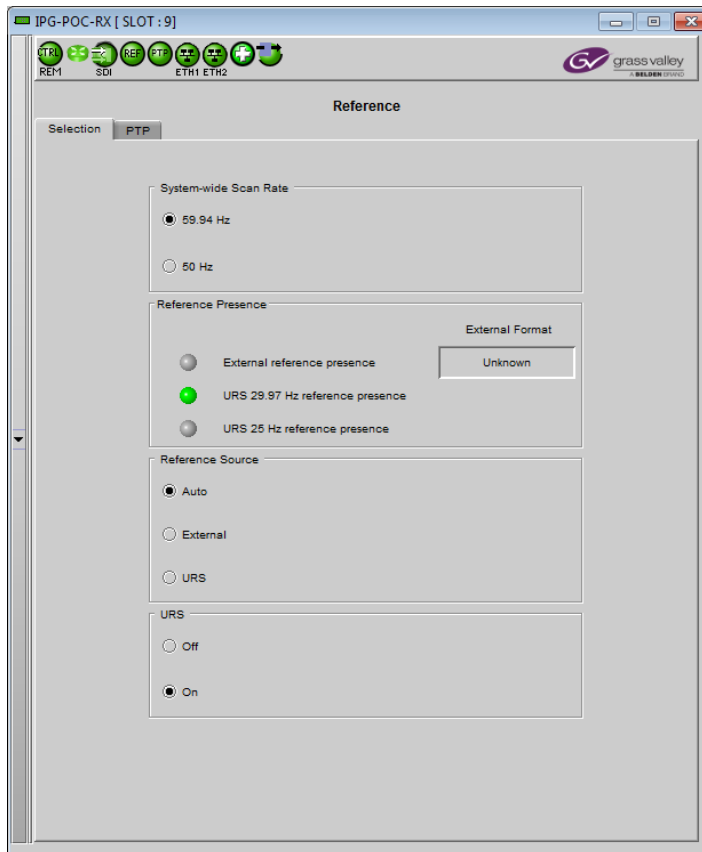 IPG-POC-RX [ SLOT : 9]
CTRL REF PTP
REM SDI ETH1 ETH2
GV grass valley
A BELDEN BRAND
Reference
Selection PTP
System-wide Scan Rate
59.94 Hz
50 Hz
Reference Presence
External Format
External reference presence Unknown
URS 29.97 Hz reference presence
URS 25 Hz reference presence
Reference Source
Auto
External
URS
URS
Off
On